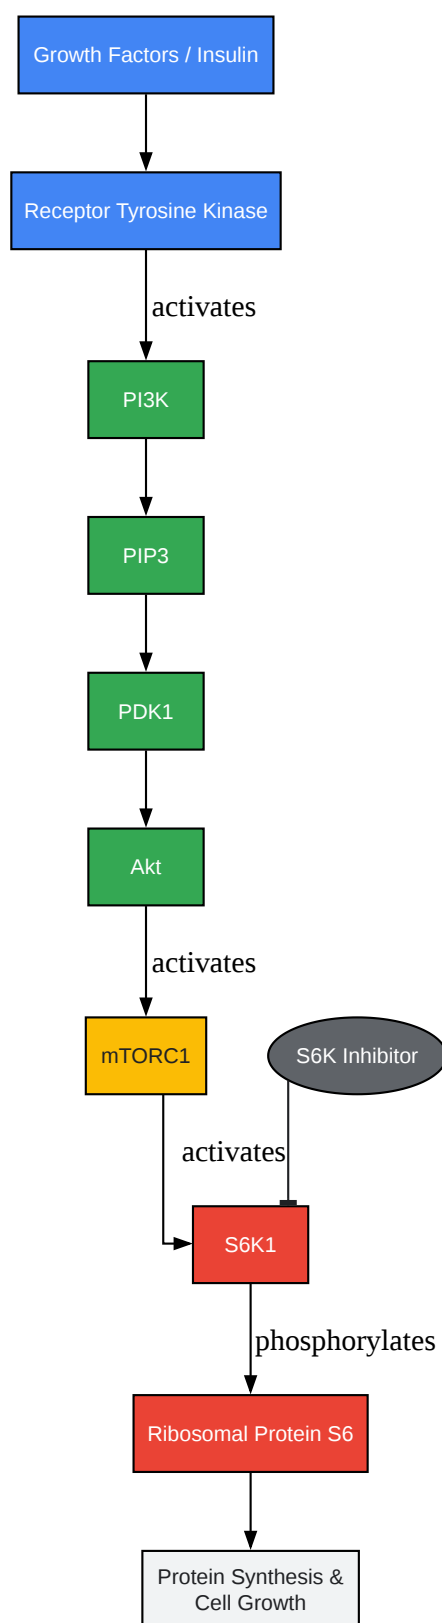 Growth Factors / Insulin
Receptor Tyrosine Kinase
activates
PI3K
PIP3
PDK1
Akt
activates
mTORC1
S6K Inhibitor
activates
S6K1
phosphorylates
Ribosomal Protein S6
Protein Synthesis &
Cell Growth